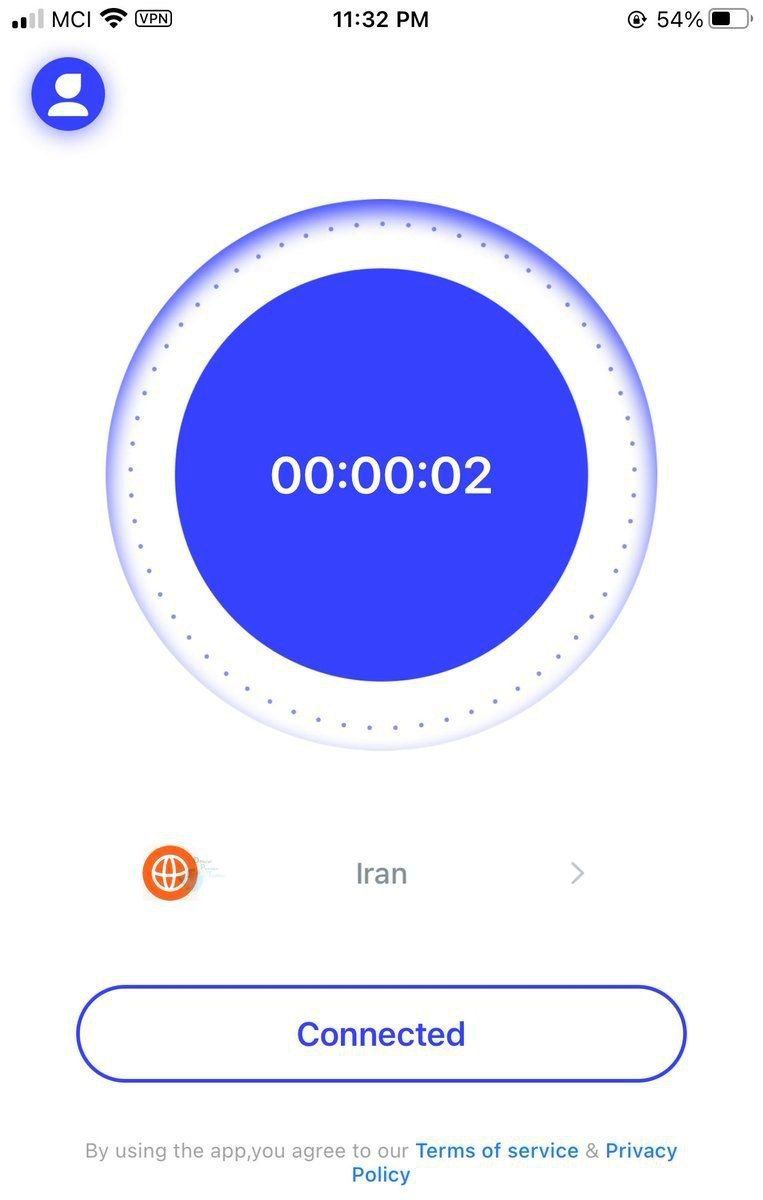 MCI VPN 11:32 PM 54%
00:00:02
Iran
Connected
By using the app,you agree to our Terms of service & Privacy
Policy